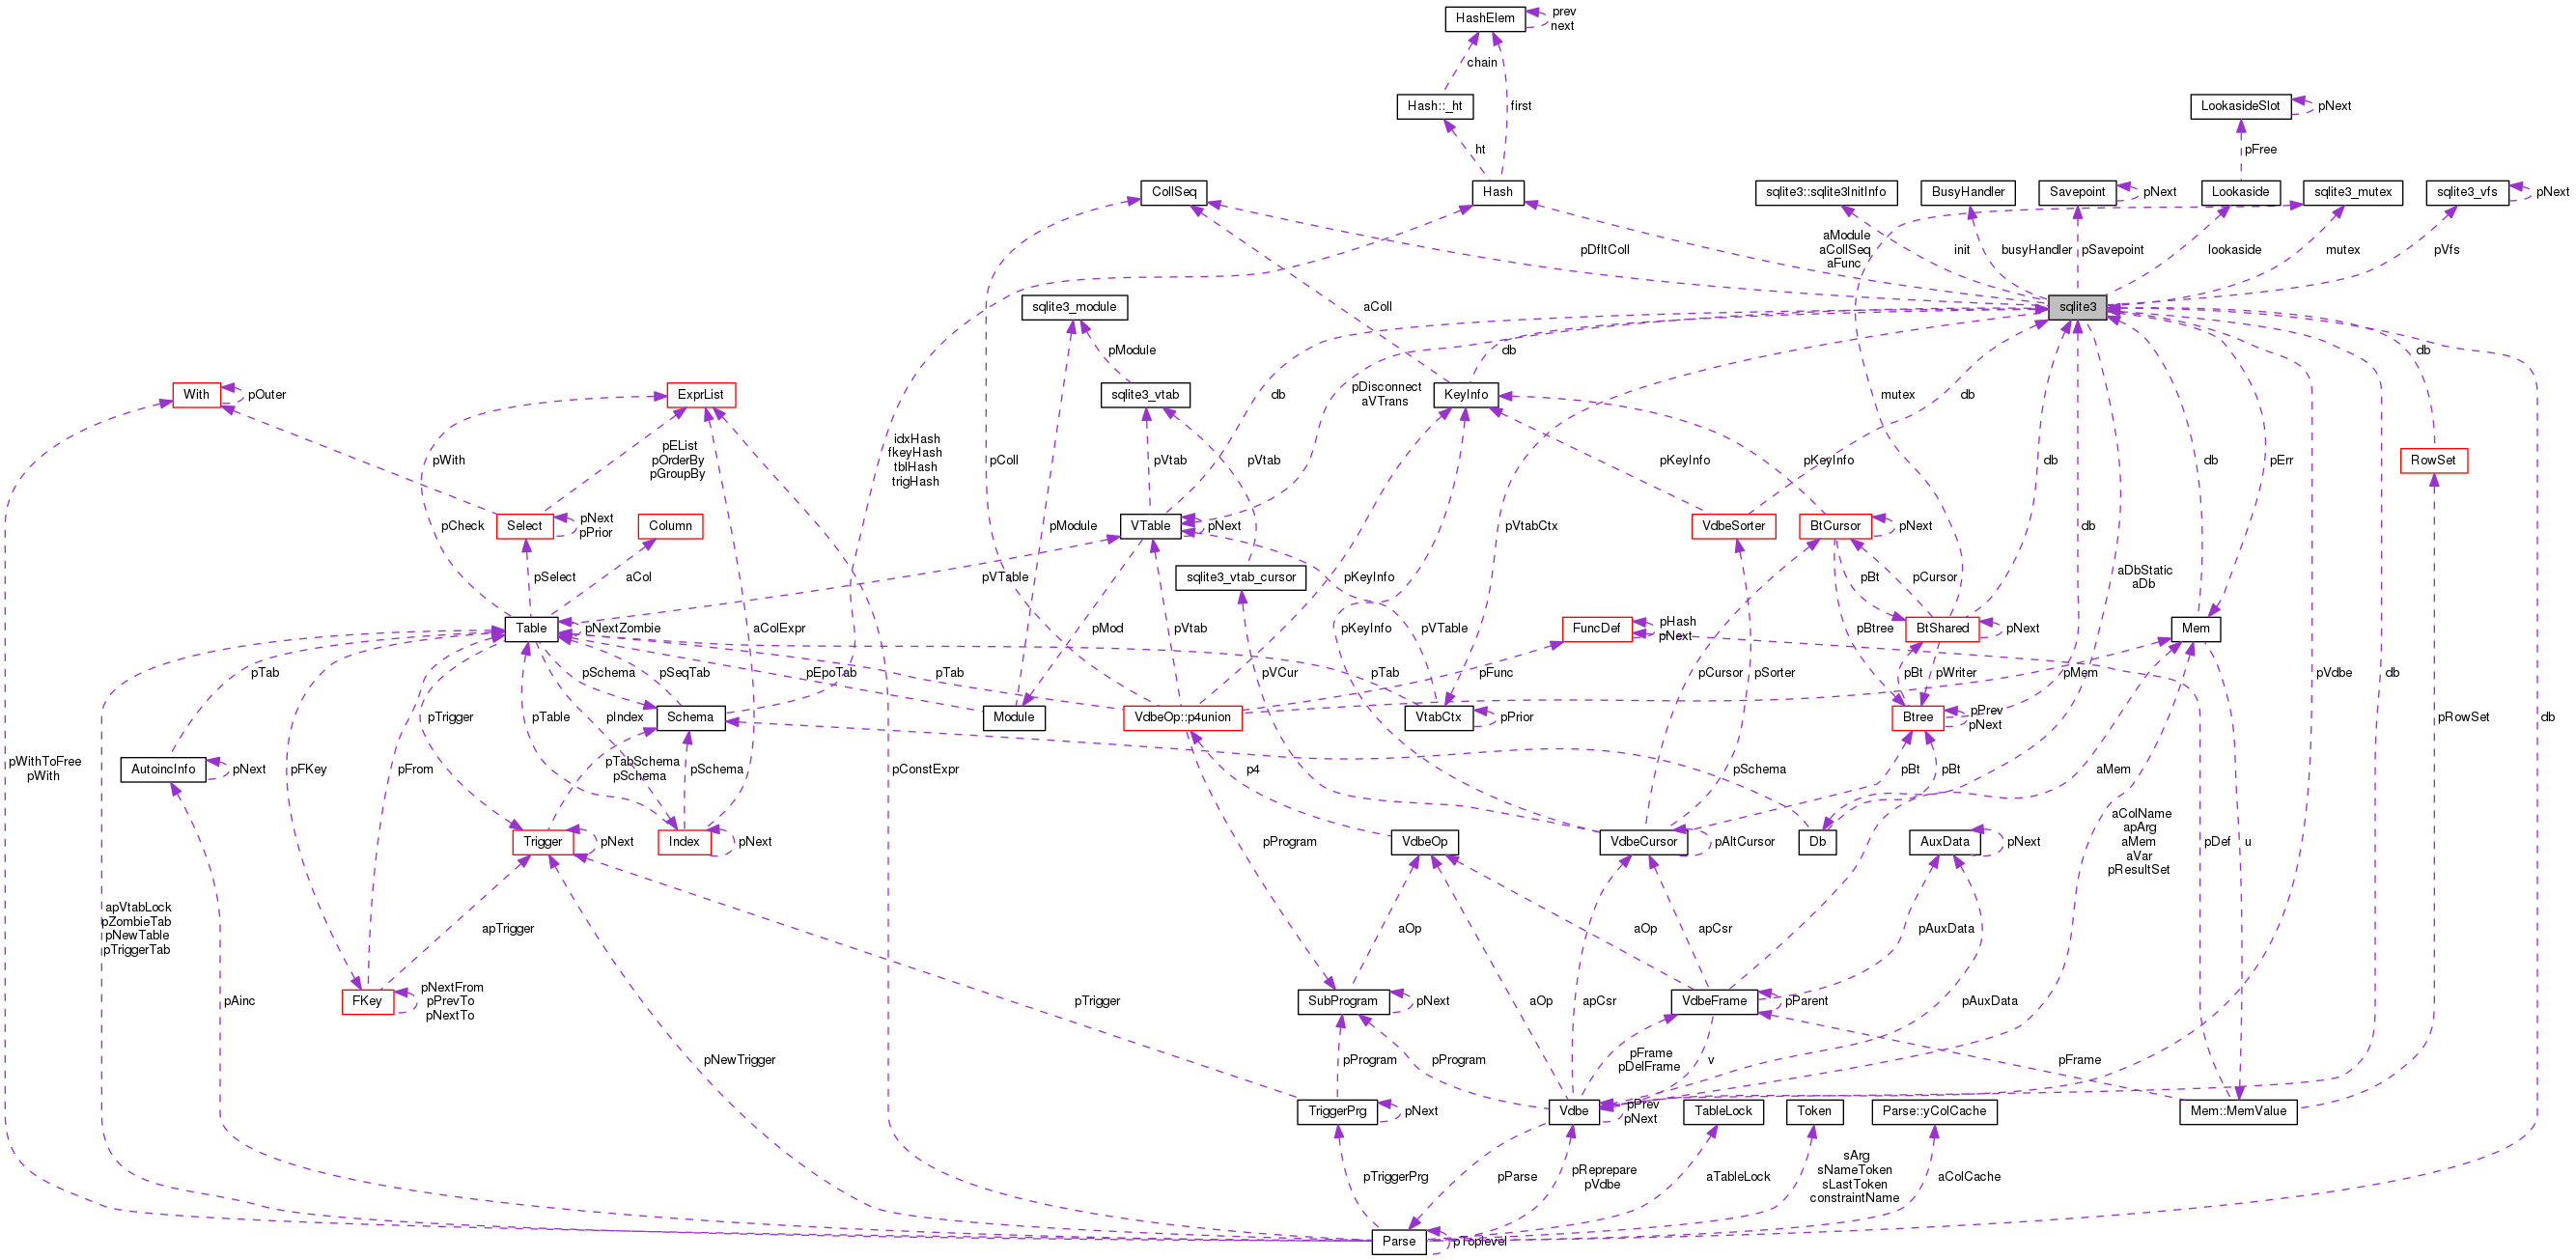 HashElem
prev
next
chain
Hash::_ht
first
LookasideSlot
pNext
ht
pFree
CollSeq
Hash
sqlite3::sqlite3InitInfo
BusyHandler
Savepoint
pNext
Lookaside
sqlite3_mutex
sqlite3_vfs
pNext
aModule
aCollSeq
aFunc
pDfltColl
init
busyHandler
pSavepoint
lookaside
mutex
pVfs
sqlite3_module
aColl
sqlite3
pModule
db
db
With
pOuter
ExprList
sqlite3_vtab
pDisconnect
aVTrans
KeyInfo
db
db
mutex
idxHash
fkeyHash
tblHash
trigHash
pEList
pOrderBy
pGroupBy
pWith
pColl
pVtab
pVtab
pKeyInfo
pKeyInfo
db
db
pErr
RowSet
Select
pNext
pPrior
Column
pCheck
pModule
VTable
pNext
pVtabCtx
VdbeSorter
BtCursor
pNext
db
pSelect
aCol
pVTable
sqlite3_vtab_cursor
pKeyInfo
pBt
pCursor
aDbStatic
aDb
Table
pNextZombie
aColExpr
pMod
pVtab
pKeyInfo
pVTable
FuncDef
pHash
pNext
pBtree
BtShared
pNext
Mem
pTab
pSchema
pSeqTab
pEpoTab
pTab
pVCur
pTab
pFunc
pCursor
pSorter
pBt
pWriter
pMem
pVdbe
db
pTrigger
pTable
pIndex
Schema
Module
VdbeOp::p4union
VtabCtx
pPrior
Btree
pPrev
pNext
pRowSet
db
pWithToFree
pWith
AutoincInfo
pNext
pFKey
pFrom
pTabSchema
pSchema
pSchema
pConstExpr
p4
pSchema
pBt
pBt
aMem
Trigger
pNext
Index
pNext
pProgram
VdbeOp
VdbeCursor
pAltCursor
Db
AuxData
pNext
aColName
apArg
aMem
aVar
pResultSet
pDef
u
apVtabLock
pZombieTab
pNewTable
pTriggerTab
apTrigger
aOp
aOp
apCsr
pAuxData
pAinc
FKey
pNextFrom
pPrevTo
pNextTo
pTrigger
SubProgram
pNext
aOp
apCsr
VdbeFrame
pParent
pAuxData
pNewTrigger
pProgram
pProgram
pFrame
pDelFrame
v
pFrame
TriggerPrg
pNext
Vdbe
pPrev
pNext
TableLock
Token
Parse::yColCache
Mem::MemValue
pTriggerPrg
pParse
pReprepare
pVdbe
aTableLock
sArg
sNameToken
sLastToken
constraintName
aColCache
Parse
pToplevel